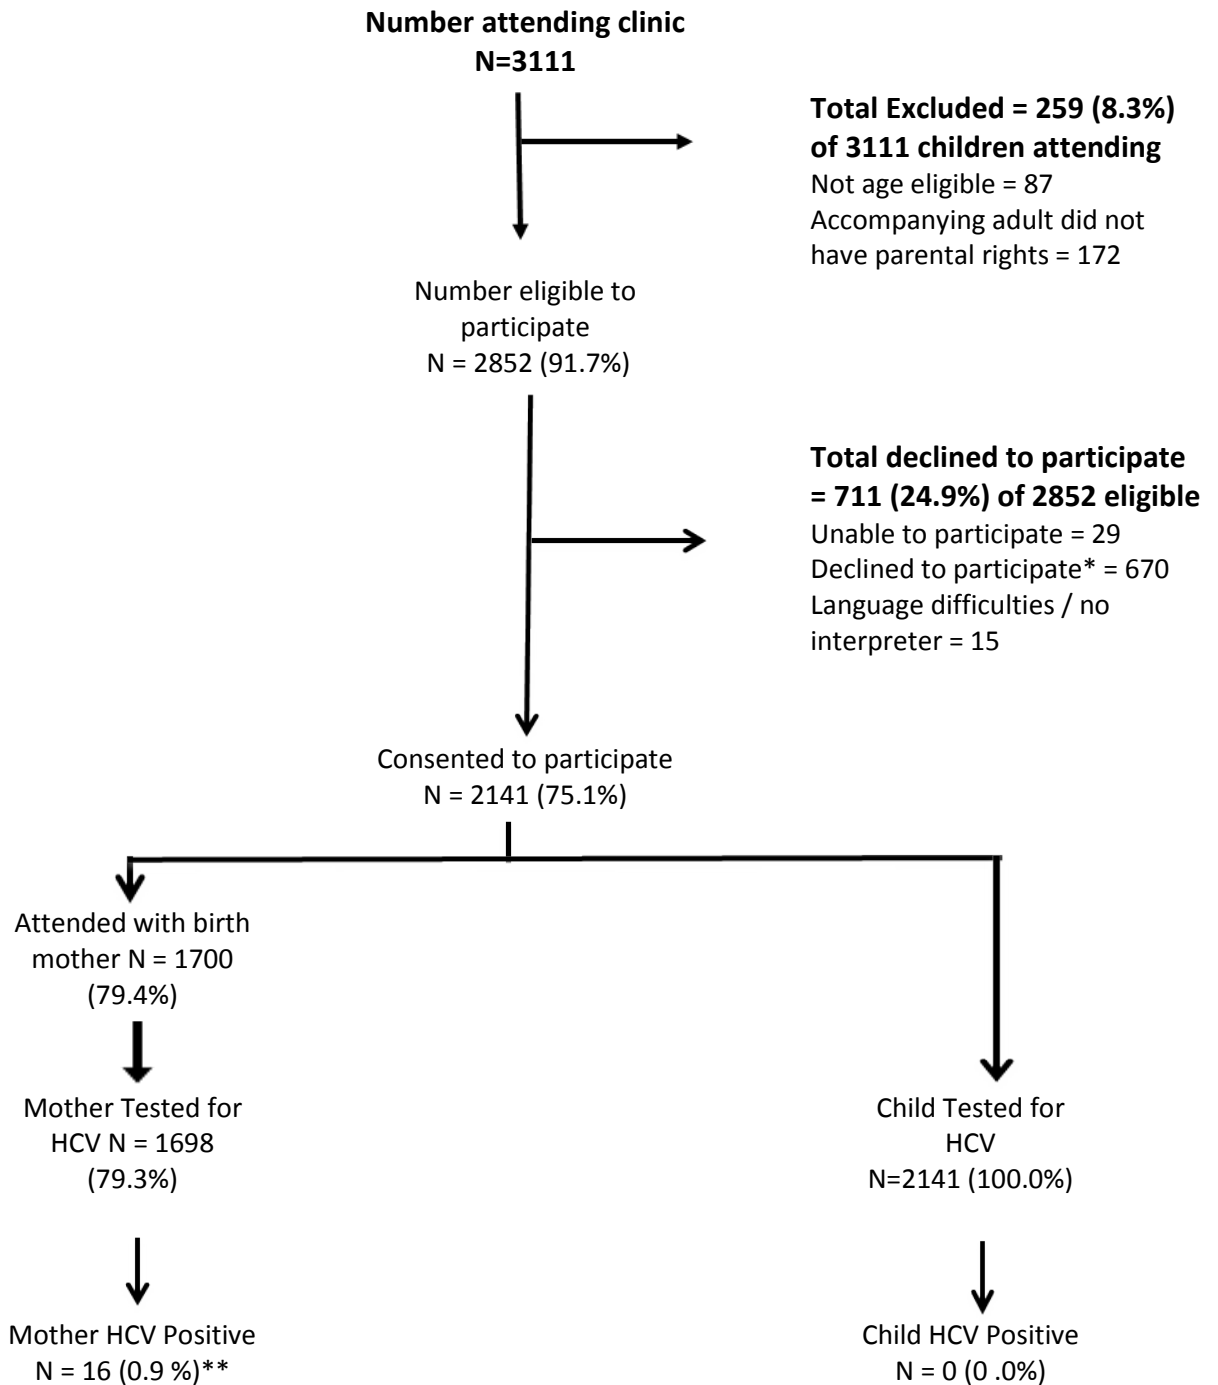 Number attending clinic
N=3111
Total Excluded = 259 (8.3%)
of 3111 children attending
Not age eligible = 87
Accompanying adult did not
have parental rights = 172
Number eligible to
participate
N = 2852 (91.7%)
Total declined to participate
= 711 (24.9%) of 2852 eligible
Unable to participate = 29
Declined to participate* = 670
Language difficulties / no
interpreter = 15
Consented to participate
N = 2141 (75.1%)
Attended with birth
mother N = 1700
(79.4%)
Mother Tested for
HCV N = 1698
(79.3%)
Child Tested for
HCV
N=2141 (100.0%)
Mother HCV Positive
N = 16 (0.9 %)**
Child HCV Positive
N = 0 (0 .0%)